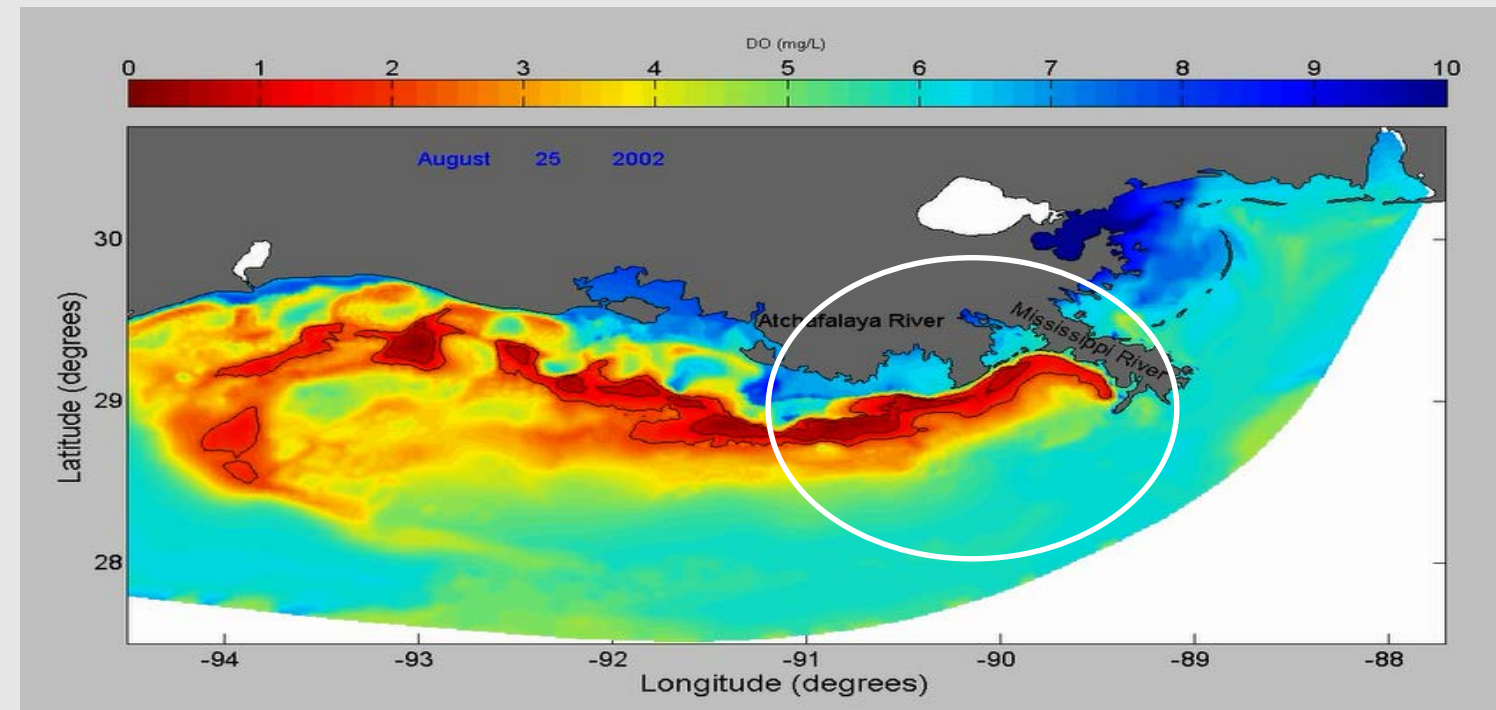 DO (mg/L)
0 1 2 3 4 5 6 7 8 9 10
August 25 2002
30
29
28
Latitude (degrees)
Atchafalaya River
Mississippi River
-94 -93 -92 -91 -90 -89 -88
Longitude (degrees)